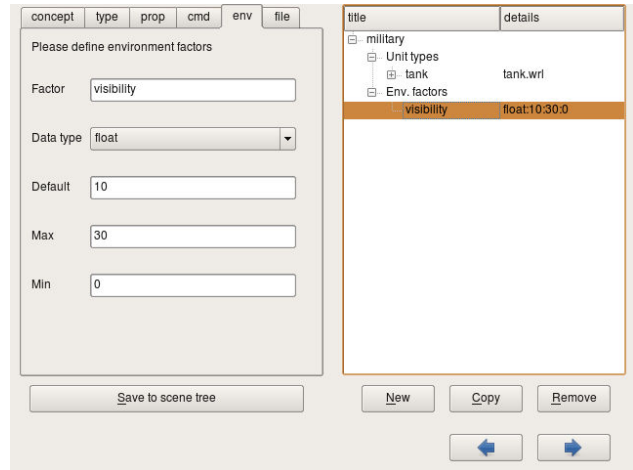 concept type prop cmd env file
Please define environment factors
Factor visibility
Data type float
Default 10
Max 30
Min 0
Save to scene tree
title details
military
Unit types
tank tank.wrl
Env. factors
visibility float:10:30:0
New Copy Remove